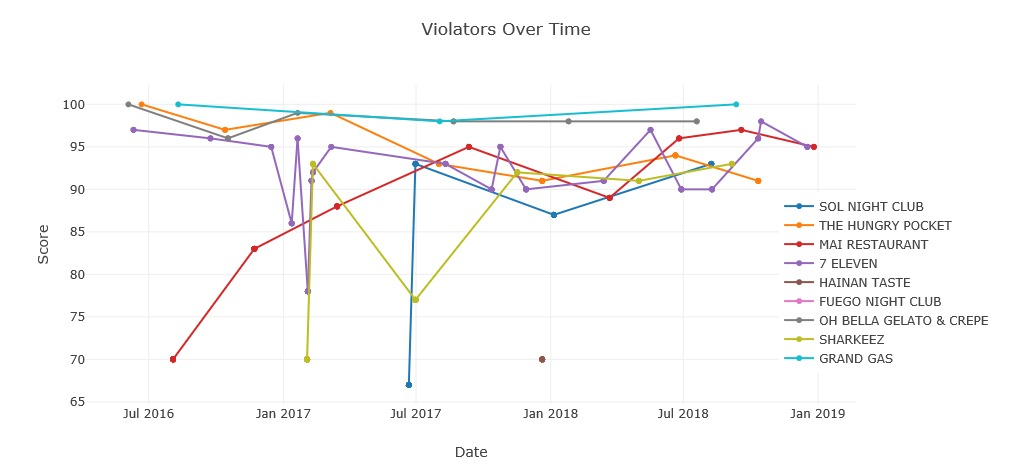 Violators Over Time
Score
100
95
90
85
80
75
70
65
Jul 2016
Jan 2017
Jul 2017
Jan 2018
Jul 2018
Jan 2019
Date
SOL NIGHT CLUB
THE HUNGRY POCKET
MAI RESTAURANT
7 ELEVEN
HAINAN TASTE
FUEGO NIGHT CLUB
OH BELLA GELATO & CREPE
SHARKEEZ
GRAND GAS